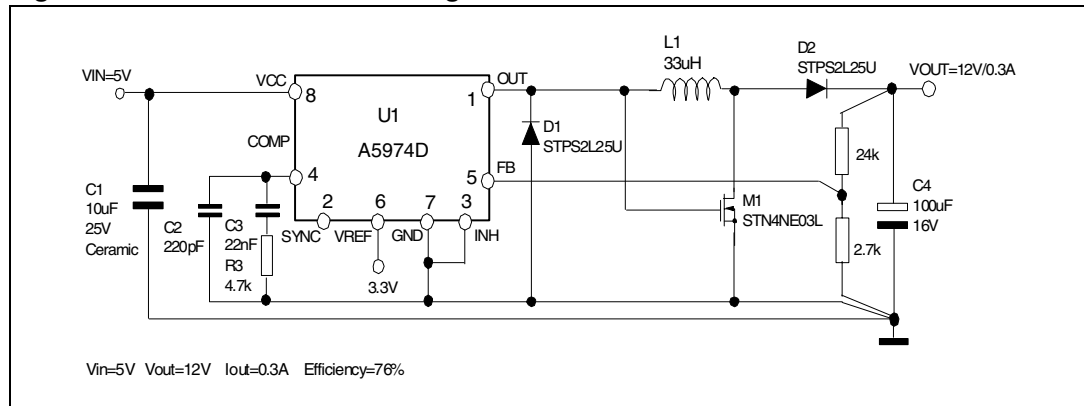 L1
33uH
D2
STPS2L25U
VIN=5V
VCC
8
OUT
1
VOUT=12V/0.3A
U1
A5974D
COMP
4
D1
STPS2L25U
FB
5
24k
C1
10uF
25V
Ceramic
C2
220pF
C3
22nF
R3
4.7k
2
SYNC
6
VREF
7
GND
3
INH
3.3V
M1
STN4NE03L
2.7k
C4
100uF
16V
Vin=5V Vout=12V Iout=0.3A Efficiency=76%